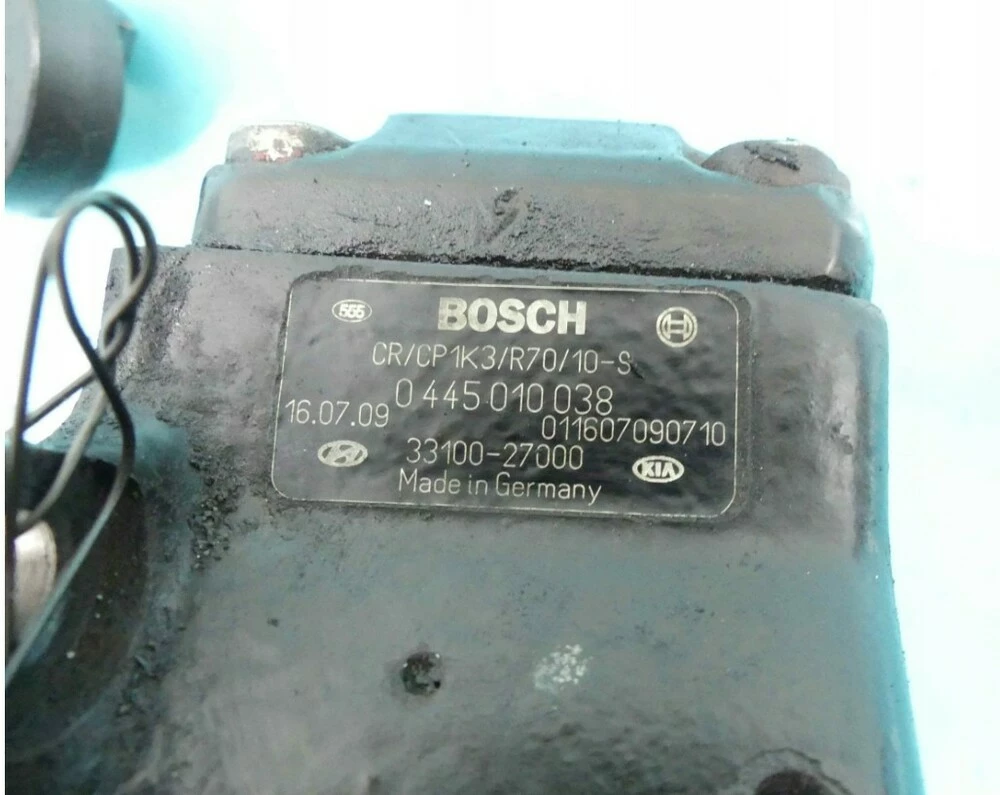 555 BOSCH
CR/CP1K3/R70/10-S
0 445 010 038
16.07.09 011607090710
33100-27000 KIA
Made in Germany